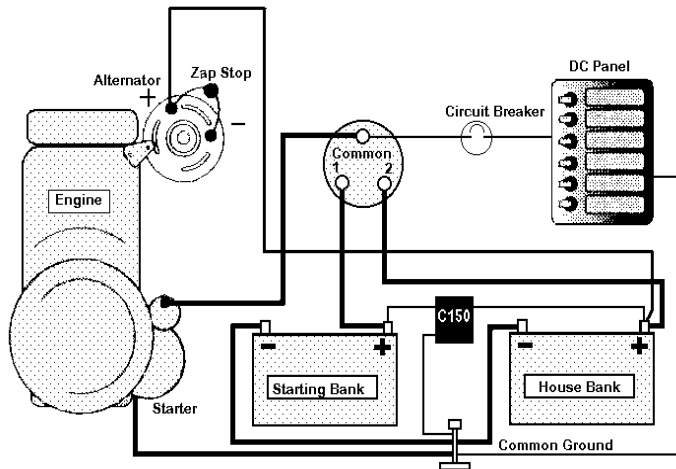 Zap Stop
Alternator
+
-
DC Panel
Circuit Breaker
Common
1 2
Engine
C150
- +
- +
Starting Bank
House Bank
Starter
Common Ground